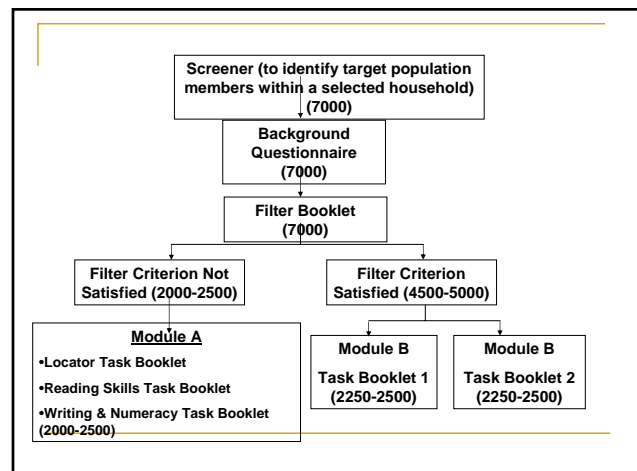 Screener (to identify target population
members within a selected household)
(7000)
Background
Questionnaire
(7000)
Filter Booklet
(7000)
Filter Criterion Not
Satisfied (2000-2500)
Filter Criterion
Satisfied (4500-5000)
Module A
•Locator Task Booklet
•Reading Skills Task Booklet
•Writing & Numeracy Task Booklet
(2000-2500)
Module B
Task Booklet 1
(2250-2500)
Module B
Task Booklet 2
(2250-2500)